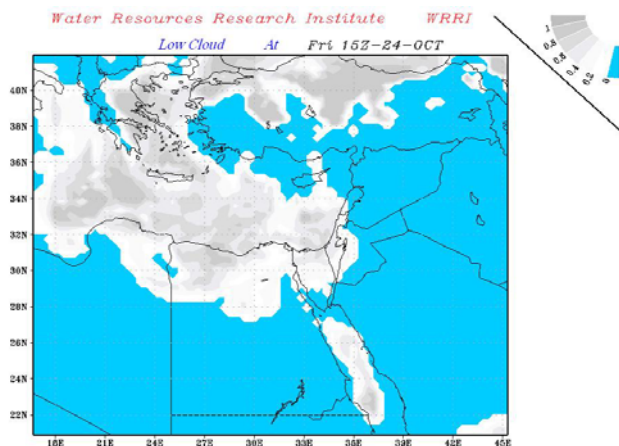 Water Resources Research Institute WRRI
Low Cloud At Fri 15Z-24-OCT
1
0.8
0.6
0.4
0.2
0
40N
38N
36N
34N
32N
30N
28N
26N
24N
22N
18E 21E 24E 27E 30E 33E 36E 39E 42E 45E